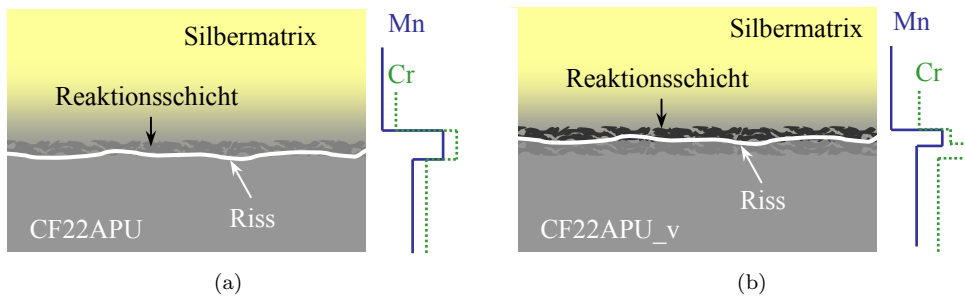 Silbermatrix
Mn
Cr
Reaktionsschicht
Riss
CF22APU
(a)
Silbermatrix
Mn
Cr
Reaktionsschicht
Riss
CF22APU_v
(b)